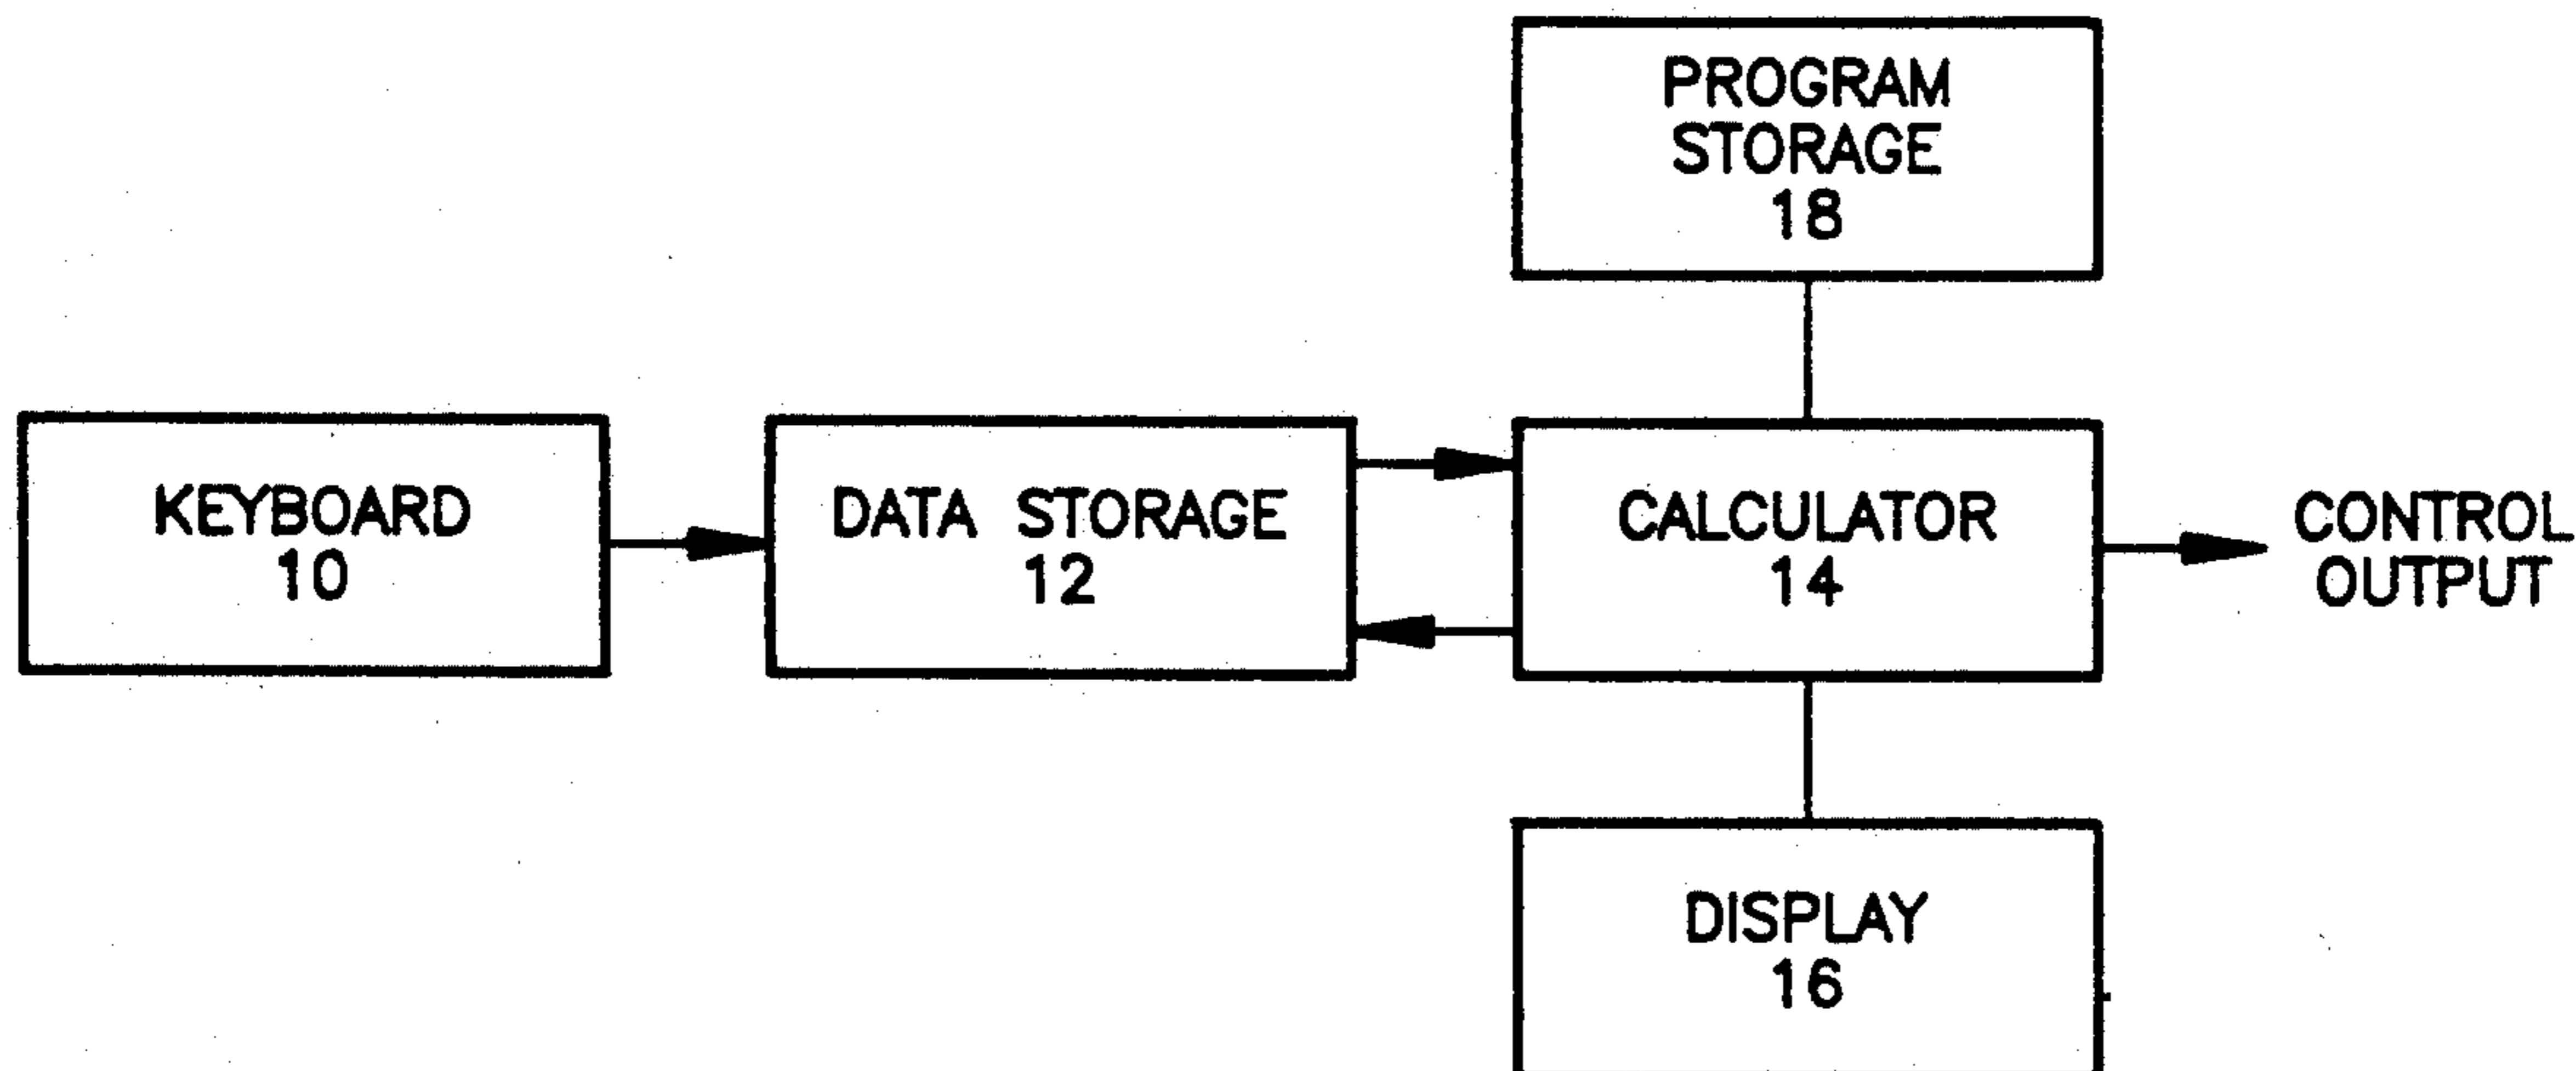 PROGRAM
STORAGE
18
KEYBOARD
10
DATA STORAGE
12
CALCULATOR
14
CONTROL
OUTPUT
DISPLAY
16